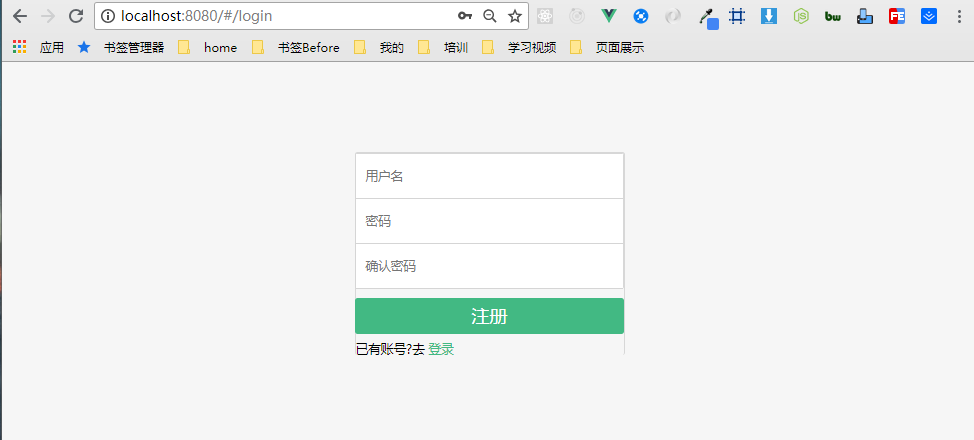 localhost:8080/#/login
bw
FE
应用 书签管理器 home 书签Before 我的 培训 学习视频 页面展示
用户名
密码
确认密码
注册
已有账号?去 登录